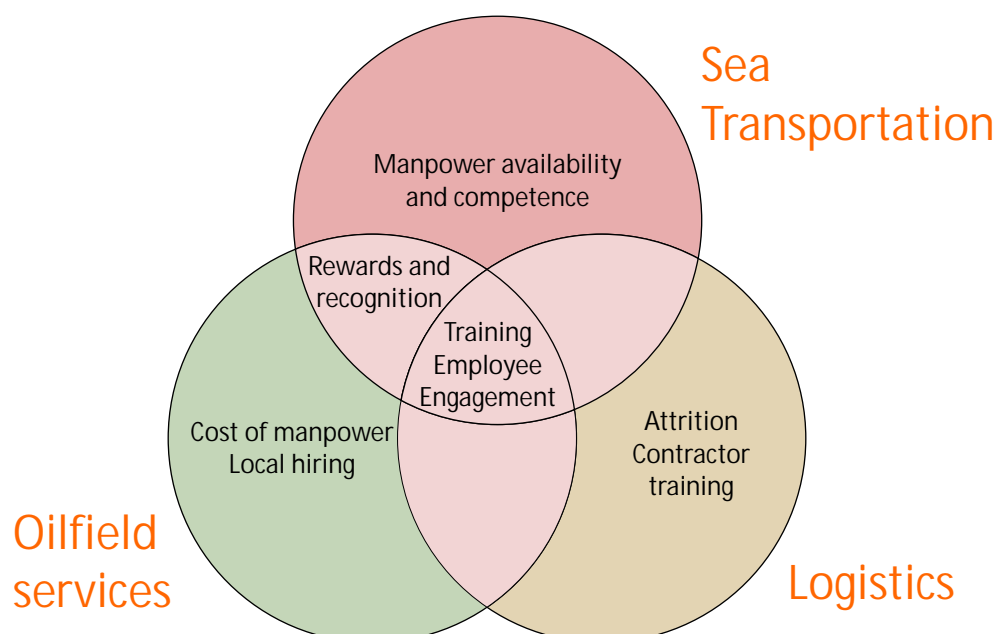 Sea
Transportation
Manpower availability
and competence
Rewards and
recognition
Training
Employee
Engagement
Cost of manpower
Local hiring
Attrition
Contractor
training
Oilfield
services
Logistics